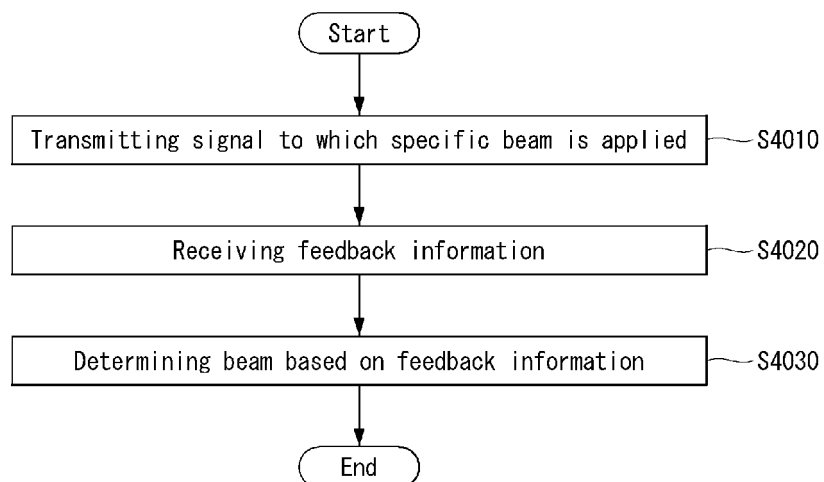 Start
Transmitting signal to which specific beam is applied
S4010
Receiving feedback information
S4020
Determining beam based on feedback information
S4030
End